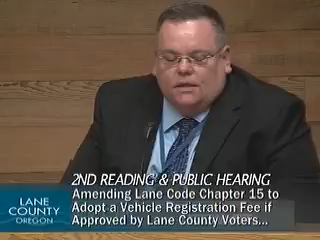 2ND READING & PUBLIC HEARING
Amending Lane Code Chapter 15 to
Adopt a Vehicle Registration Fee if
Approved by Lane County Voters...
LANE
COUNTY
OREGON